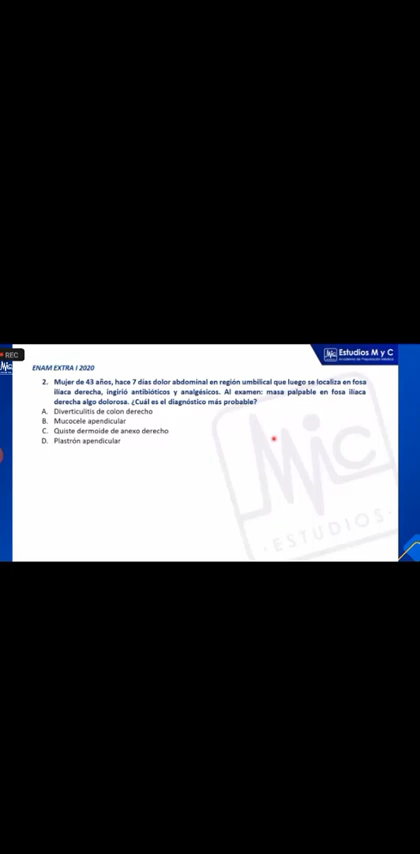 REC
Estudios M y C
ENAM EXTRA I 2020
2. Mujer de 43 años, hace 7 días dolor abdominal en región umbilical que luego se localiza en fosa
iliaca derecha, ingirió antibióticos y analgésicos. Al examen: masa palpable en fosa iliaca
derecha algo dolorosa. ¿Cuál es el diagnóstico más probable?
A. Diverticulitis de colon derecho
B. Mucocele apendicular
C. Quiste dermoide de anexo derecho
D. Plastrón apendicular
MIC
·ESTUDIOS·